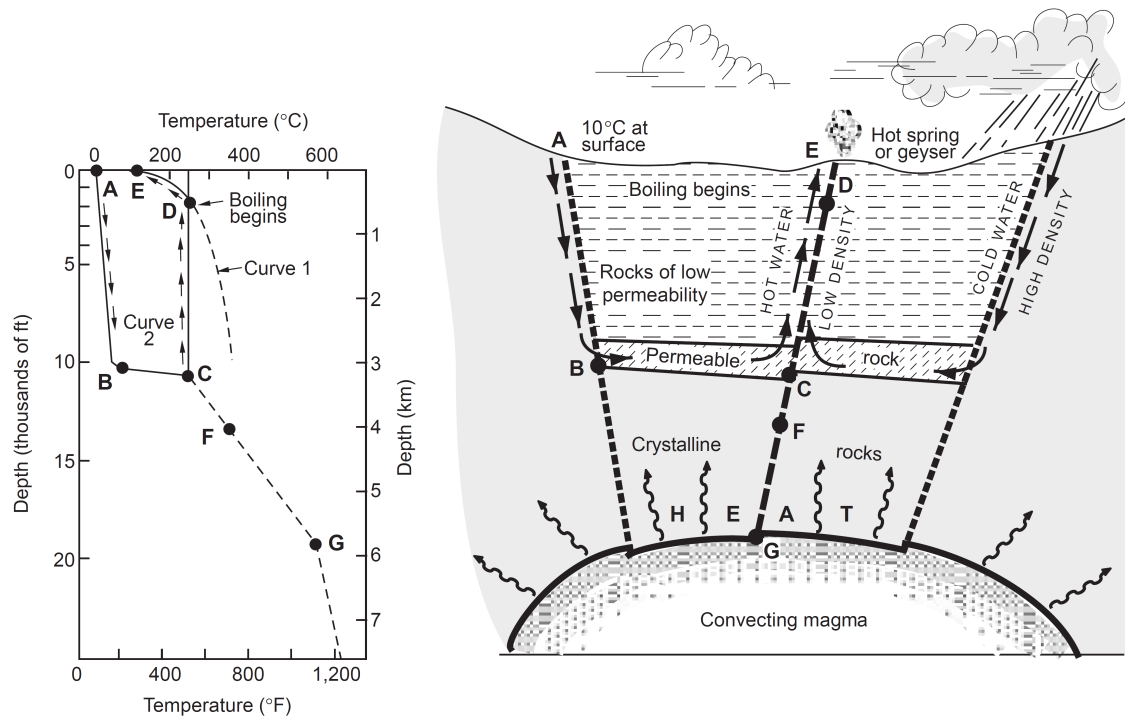 Temperature (°C)
0 200 400 600
0
5
10
15
20
Depth (thousands of ft)
A
E
D
Boiling
begins
Curve 1
Curve
2
B
C
F
G
1
2
3
4
5
6
7
Depth (km)
0 400 800 1,200
Temperature (°F)
A
10°C at
surface
E
Hot spring
or geyser
Boiling begins
D
HOT WATER
LOW DENSITY
COLD WATER
HIGH DENSITY
Rocks of low
permeability
Permeable rock
B
C
F
Crystalline rocks
H E A T
G
Convecting magma